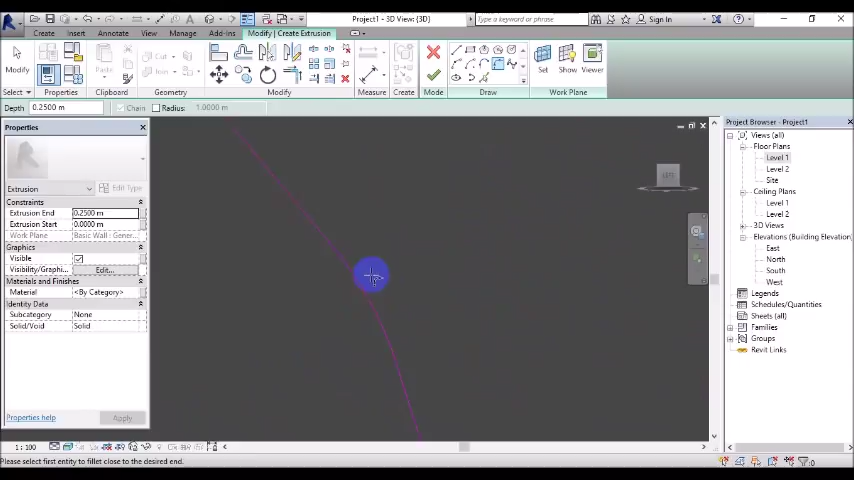 Project1 - 3D View: {3D}
Type a keyword or phrase
Sign In
Create Insert Annotate View Manage Add-Ins Modify | Create Extrusion
Modify
Paste
Cut
Join
Set Show Viewer
Select Properties Clipboard Geometry Modify Measure Create Mode Draw Work Plane
Depth 0.2500 m Chain Radius: 1.0000 m
Properties
Extrusion Edit Type
Constraints
Extrusion End 0.2500 m
Extrusion Start 0.0000 m
Work Plane Basic Wall : Gener...
Graphics
Visible
Visibility/Graphi... Edit...
Materials and Finishes
Material <By Category>
Identity Data
Subcategory None
Solid/Void Solid
Properties help Apply
LEFT
Project Browser - Project1
Views (all)
Floor Plans
Level 1
Level 2
Site
Ceiling Plans
Level 1
Level 2
3D Views
Elevations (Building Elevation)
East
North
South
West
Legends
Schedules/Quantities
Sheets (all)
Families
Groups
Revit Links
1 : 100
Please select first entity to fillet close to the desired end.
:0